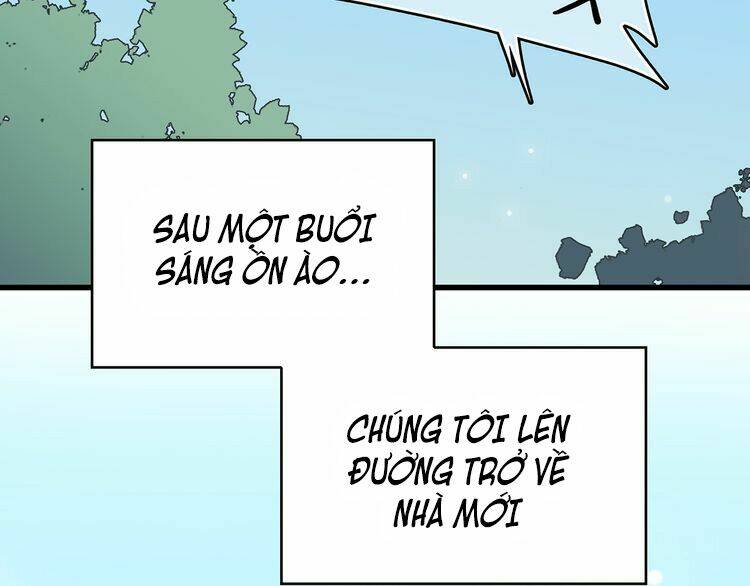 SAU MỘT BUỔI
SÁNG ỒN ÀO...
CHÚNG TÔI LÊN
ĐƯỜNG TRỞ VỀ
NHÀ MỚI